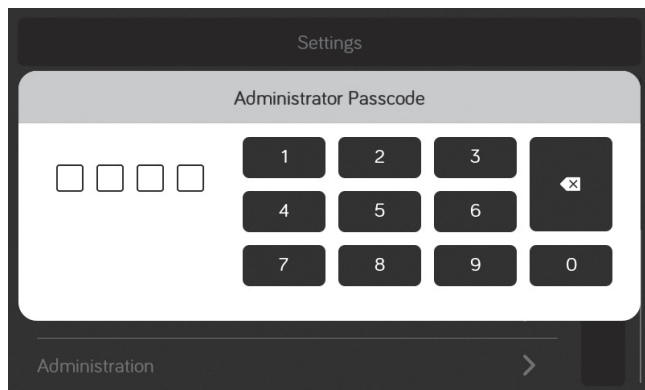 Settings
Administrator Passcode
1 2 3
4 5 6
7 8 9 0
Administration